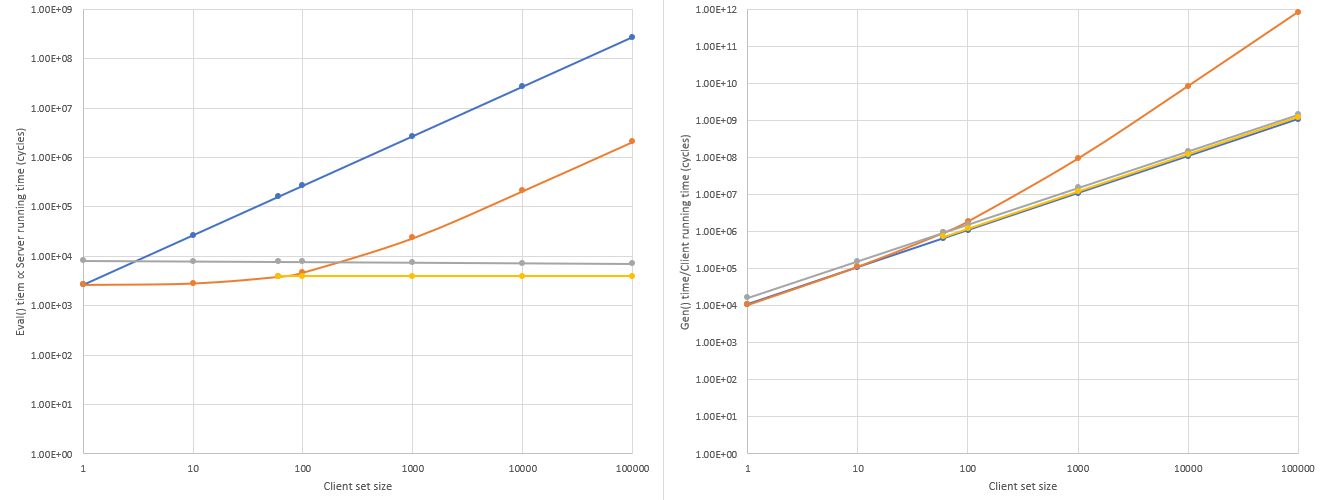 Eval() tiem ∝ Server running time (cycles)
1.00E+09
1.00E+08
1.00E+07
1.00E+06
1.00E+05
1.00E+04
1.00E+03
1.00E+02
1.00E+01
1.00E+00
1 10 100 1000 10000 100000
Client set size
Gen() time/Client running time (cycles)
1.00E+12
1.00E+11
1.00E+10
1.00E+09
1.00E+08
1.00E+07
1.00E+06
1.00E+05
1.00E+04
1.00E+03
1.00E+02
1.00E+01
1.00E+00
1 10 100 1000 10000 100000
Client set size